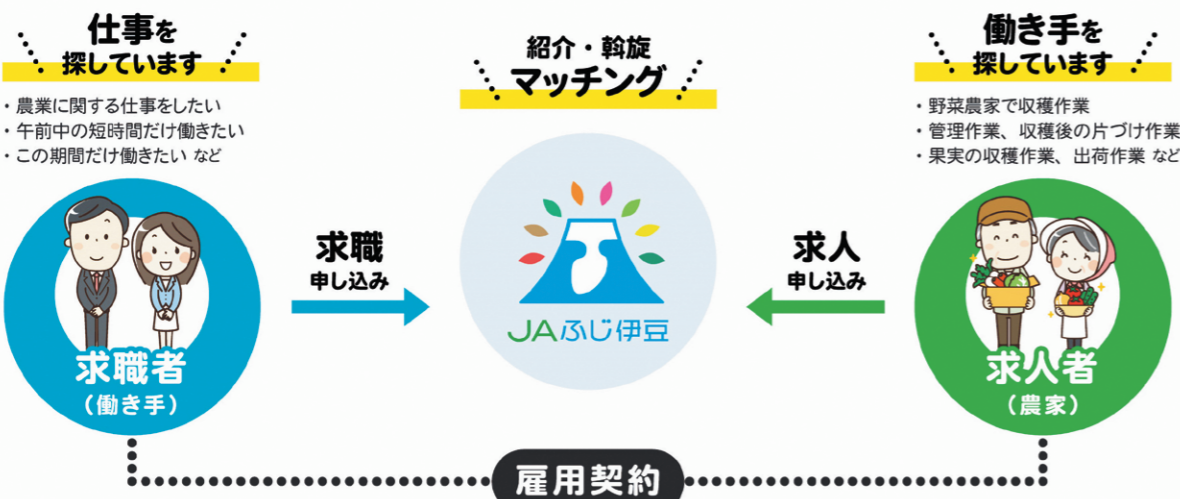 仕事を
探しています
・農業に関する仕事をしたい
・午前中の短時間だけ働きたい
・この期間だけ働きたい など
求職者
（働き手）
求職
申し込み
紹介・斡旋
マッチング
JAふじ伊豆
求人
申し込み
働き手を
探しています
・野菜農家で収穫作業
・管理作業、収穫後の片づけ作業
・果実の収穫作業、出荷作業 など
求人者
（農家）
雇用契約